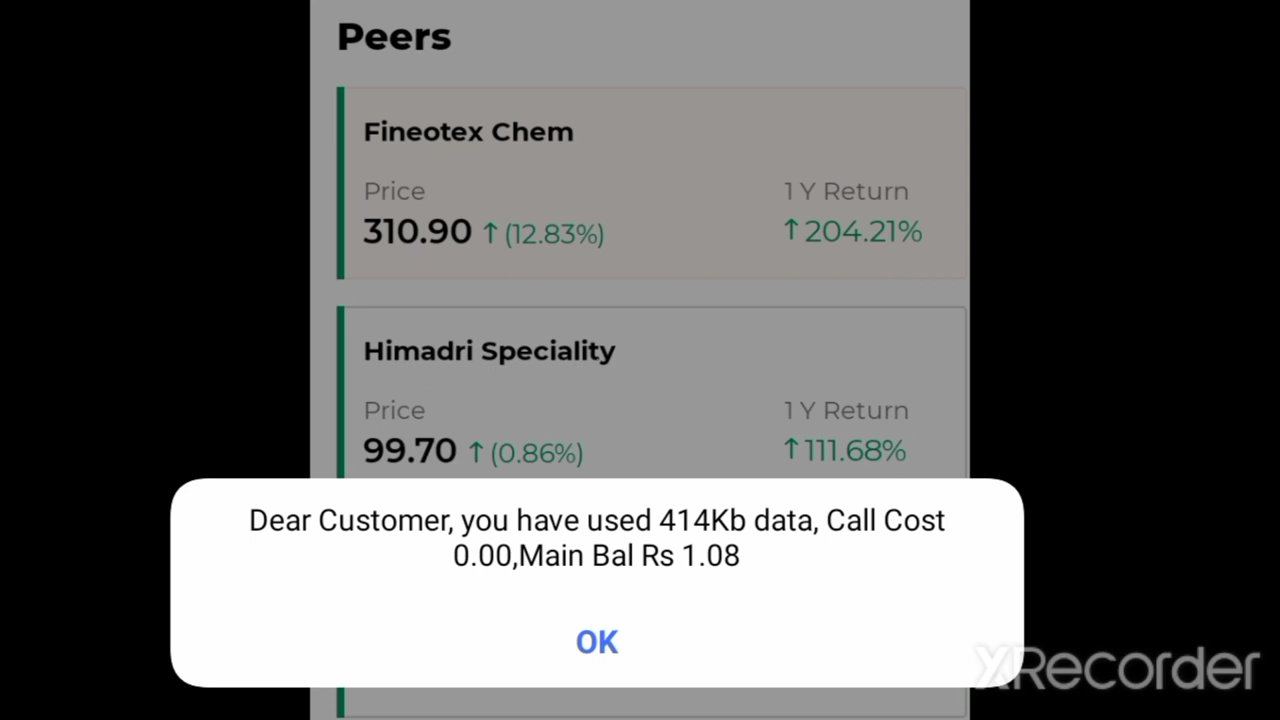 Peers
Fineotex Chem
Price 1 Y Return
310.90 ↑ (12.83%) ↑ 204.21%
Himadri Speciality
Price 1 Y Return
99.70 ↑ (0.86%) ↑ 111.68%
Dear Customer, you have used 414Kb data, Call Cost
0.00,Main Bal Rs 1.08
OK
XRecorder